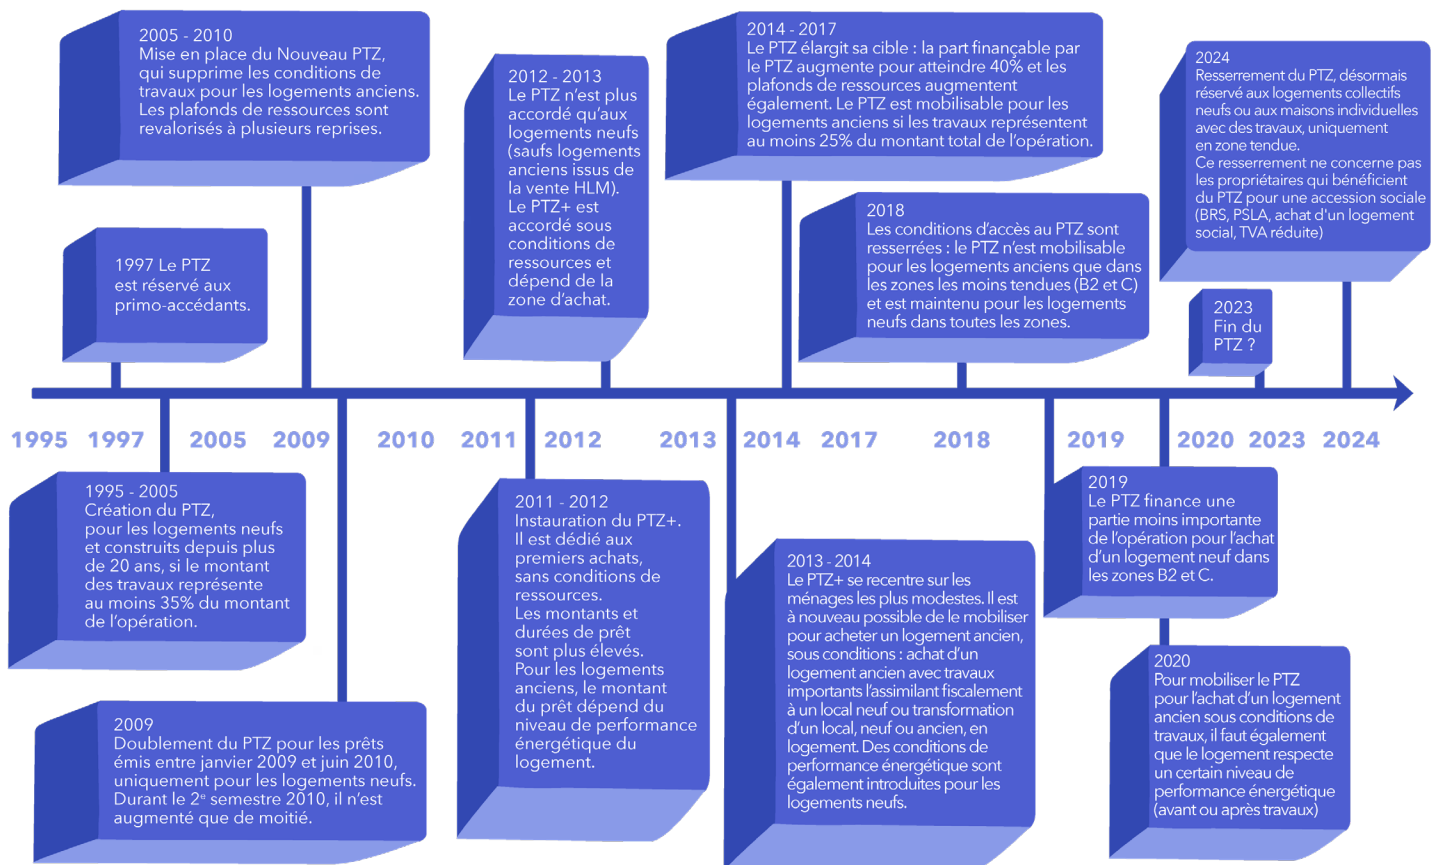 2005 - 2010
Mise en place du Nouveau PTZ,
qui supprime les conditions de
travaux pour les logements anciens.
Les plafonds de ressources sont
revalorisés à plusieurs reprises.
2012 - 2013
Le PTZ n’est plus
accordé qu’aux
logements neufs
(saufs logements
anciens issus de
la vente HLM).
Le PTZ+ est
accordé sous
conditions de
ressources et
dépend de la
zone d’achat.
2014 - 2017
Le PTZ élargit sa cible : la part finançable par
le PTZ augmente pour atteindre 40% et les
plafonds de ressources augmentent
également. Le PTZ est mobilisable pour les
logements anciens si les travaux représentent
au moins 25% du montant total de l’opération.
2024
Resserrement du PTZ, désormais
réservé aux logements collectifs
neufs ou aux maisons individuelles
avec des travaux, uniquement
en zone tendue.
Ce resserrement ne concerne pas
les propriétaires qui bénéficient
du PTZ pour une accession sociale
(BRS, PSLA, achat d'un logement
social, TVA réduite)
1997 Le PTZ
est réservé aux
primo-accédants.
2018
Les conditions d’accès au PTZ sont
resserrées : le PTZ n’est mobilisable
pour les logements anciens que dans
les zones les moins tendues (B2 et C)
et est maintenu pour les logements
neufs dans toutes les zones.
2023
Fin du
PTZ ?
1995 1997 2005 2009 2010 2011 2012 2013 2014 2017 2018 2019 2020 2023 2024
1995 - 2005
Création du PTZ,
pour les logements neufs
et construits depuis plus
de 20 ans, si le montant
des travaux représente
au moins 35% du montant
de l’opération.
2009
Doublement du PTZ pour les prêts
émis entre janvier 2009 et juin 2010,
uniquement pour les logements neufs.
Durant le 2e semestre 2010, il n’est
augmenté que de moitié.
2011 - 2012
Instauration du PTZ+.
Il est dédié aux
premiers achats,
sans conditions de
ressources.
Les montants et
durées de prêt
sont plus élevés.
Pour les logements
anciens, le montant
du prêt dépend du
niveau de performance
énergétique du
logement.
2013 - 2014
Le PTZ+ se recentre sur les
ménages les plus modestes. Il est
à nouveau possible de le mobiliser
pour acheter un logement ancien,
sous conditions : achat d’un
logement ancien avec travaux
importants l’assimilant fiscalement
à un local neuf ou transformation
d’un local, neuf ou ancien, en
logement. Des conditions de
performance énergétique sont
également introduites pour les
logements neufs.
2019
Le PTZ finance une
partie moins importante
de l’opération pour l’achat
d’un logement neuf dans
les zones B2 et C.
2020
Pour mobiliser le PTZ
pour l’achat d’un logement
ancien sous conditions de
travaux, il faut également
que le logement respecte
un certain niveau de
performance énergétique
(avant ou après travaux)